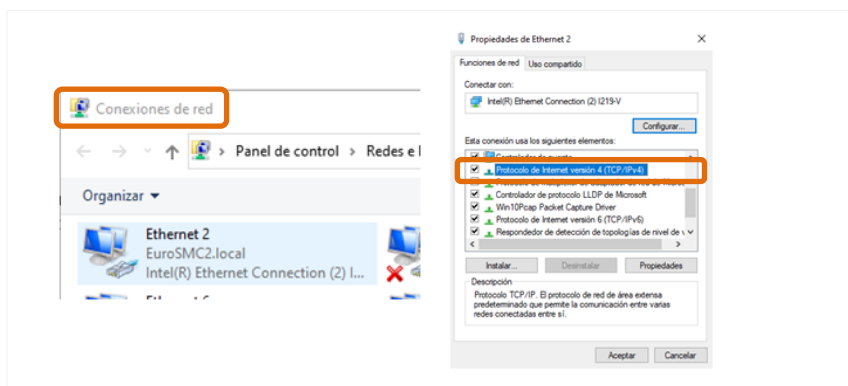 Conexiones de red
Panel de control > Redes e
Organizar
Ethernet 2
EuroSMC2.local
Intel(R) Ethernet Connection (2) I...
Propiedades de Ethernet 2
Funciones de red Uso compartido
Conectar con:
Intel(R) Ethernet Connection (2) I219-V
Configurar...
Esta conexión usa los siguientes elementos:
Protocolo de Internet versión 4 (TCP/IPv4)
Controlador de protocolo LLDP de Microsoft
Win10Pcap Packet Capture Driver
Protocolo de Internet versión 6 (TCP/IPv6)
Respondedor de detección de topologías de nivel de
Instalar... Desinstalar Propiedades
Descripción
Protocolo TCP/IP. El protocolo de red de área extensa
predeterminado que permite la comunicación entre varias
redes conectadas entre sí.
Aceptar Cancelar